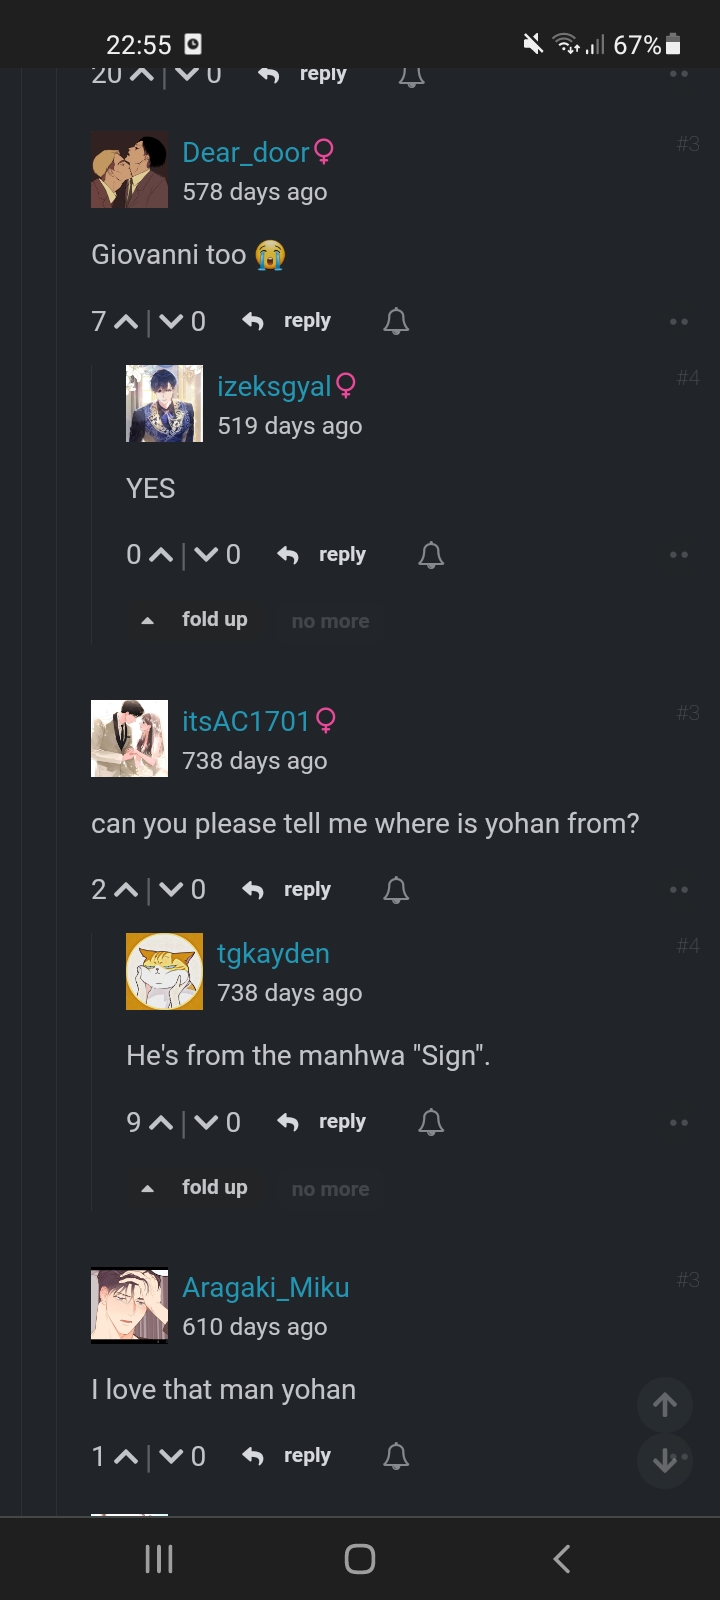 22:55 67%
20 | 0 reply
#3
Dear_door♀
578 days ago
Giovanni too 😭
7 | 0 reply
#4
izeksgyal♀
519 days ago
YES
0 | 0 reply
fold up no more
#3
itsAC1701♀
738 days ago
can you please tell me where is yohan from?
2 | 0 reply
#4
tgkayden
738 days ago
He's from the manhwa "Sign".
9 | 0 reply
fold up no more
#3
Aragaki_Miku
610 days ago
I love that man yohan
1 | 0 reply